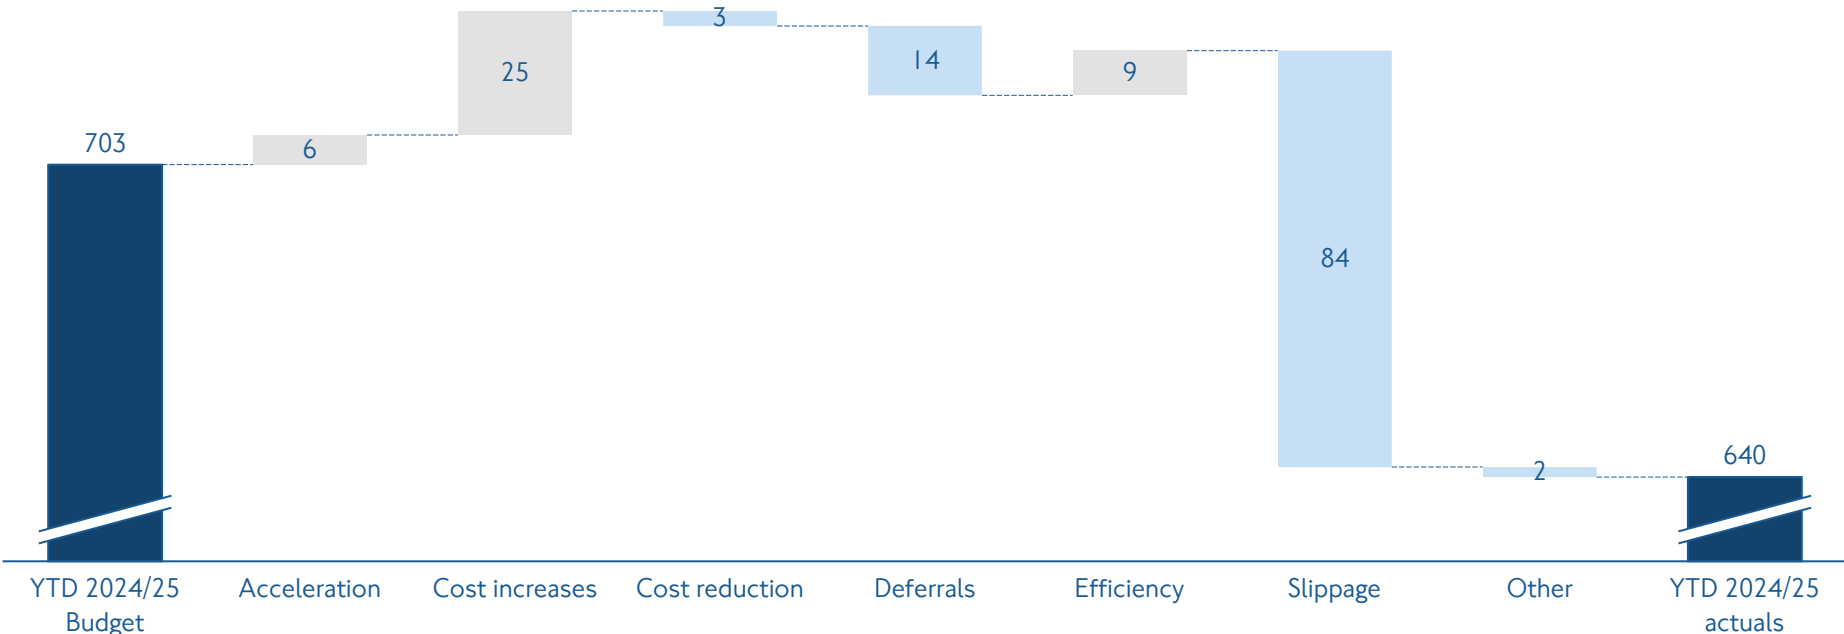 3
25
14
9
703
6
84
640
2
YTD 2024/25 Budget
Acceleration
Cost increases
Cost reduction
Deferrals
Efficiency
Slippage
Other
YTD 2024/25 actuals